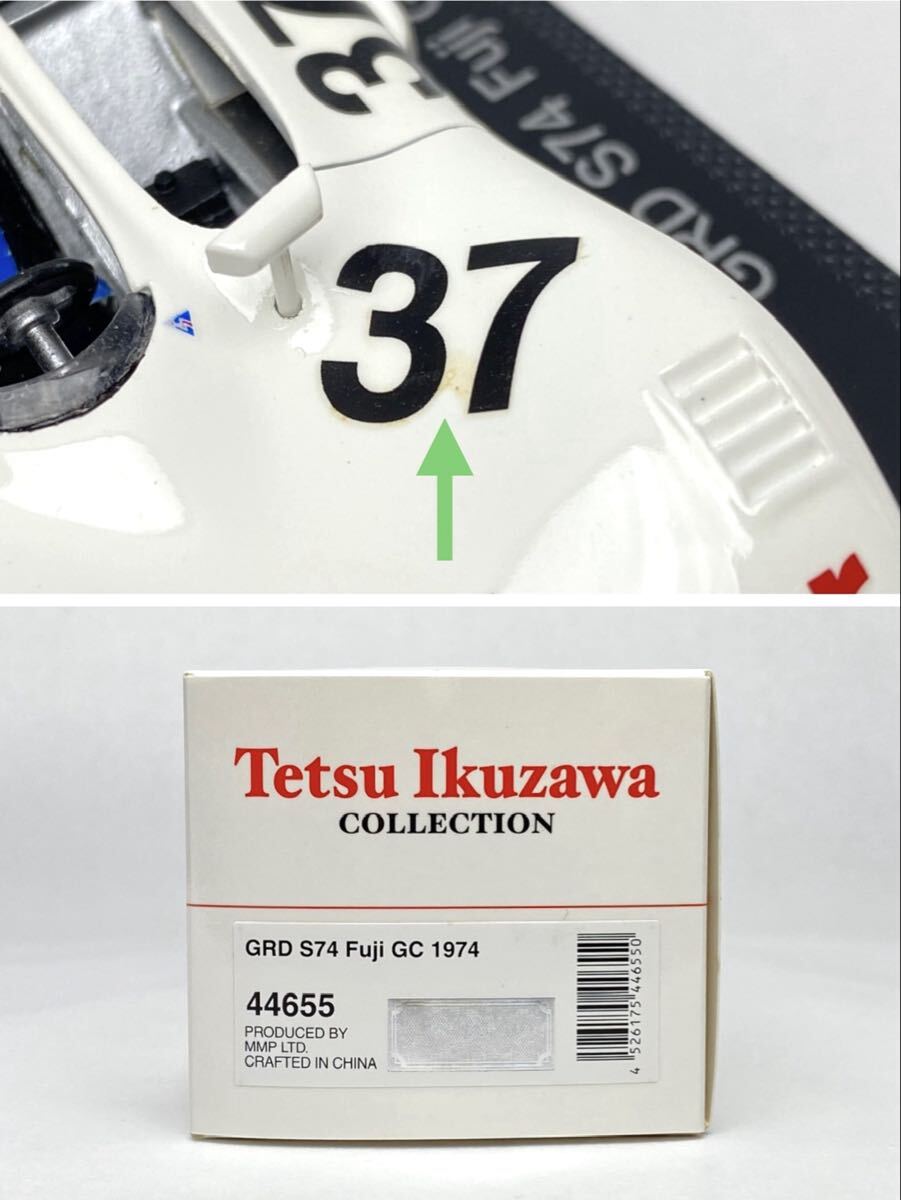 37
37
GRD S74 Fuji G
Tetsu Ikuzawa
COLLECTION
GRD S74 Fuji GC 1974
44655
PRODUCED BY
MMP LTD.
CRAFTED IN CHINA
4 526175 446550